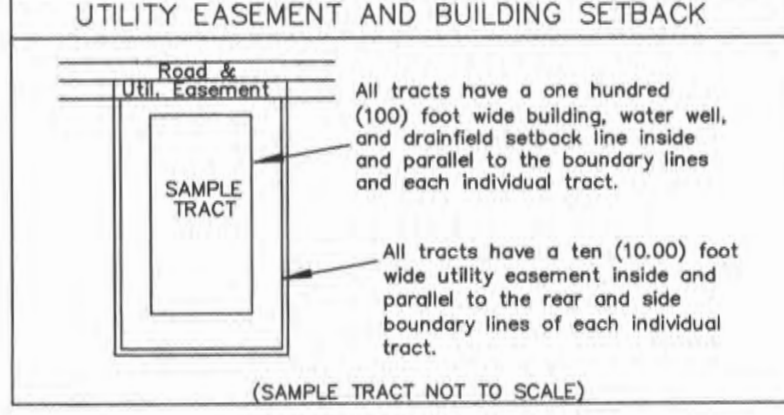 UTILITY EASEMENT AND BUILDING SETBACK
Road &
Util. Easement
SAMPLE
TRACT
All tracts have a one hundred
(100) foot wide building, water well,
and drainfield setback line inside
and parallel to the boundary lines
and each individual tract.
All tracts have a ten (10.00) foot
wide utility easement inside and
parallel to the rear and side
boundary lines of each individual
tract.
(SAMPLE TRACT NOT TO SCALE)